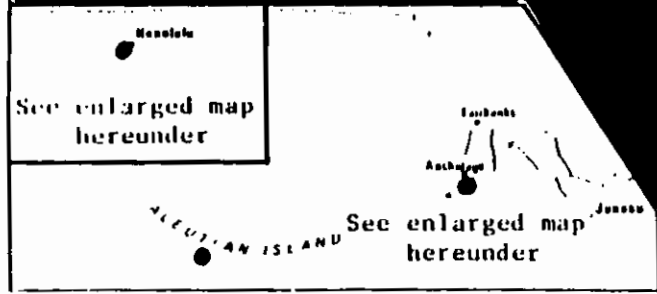 Honolulu
See enlarged map
hereunder
Fairbanks
Anchorage
Juneau
ALEUTIAN ISLAND
See enlarged map
hereunder